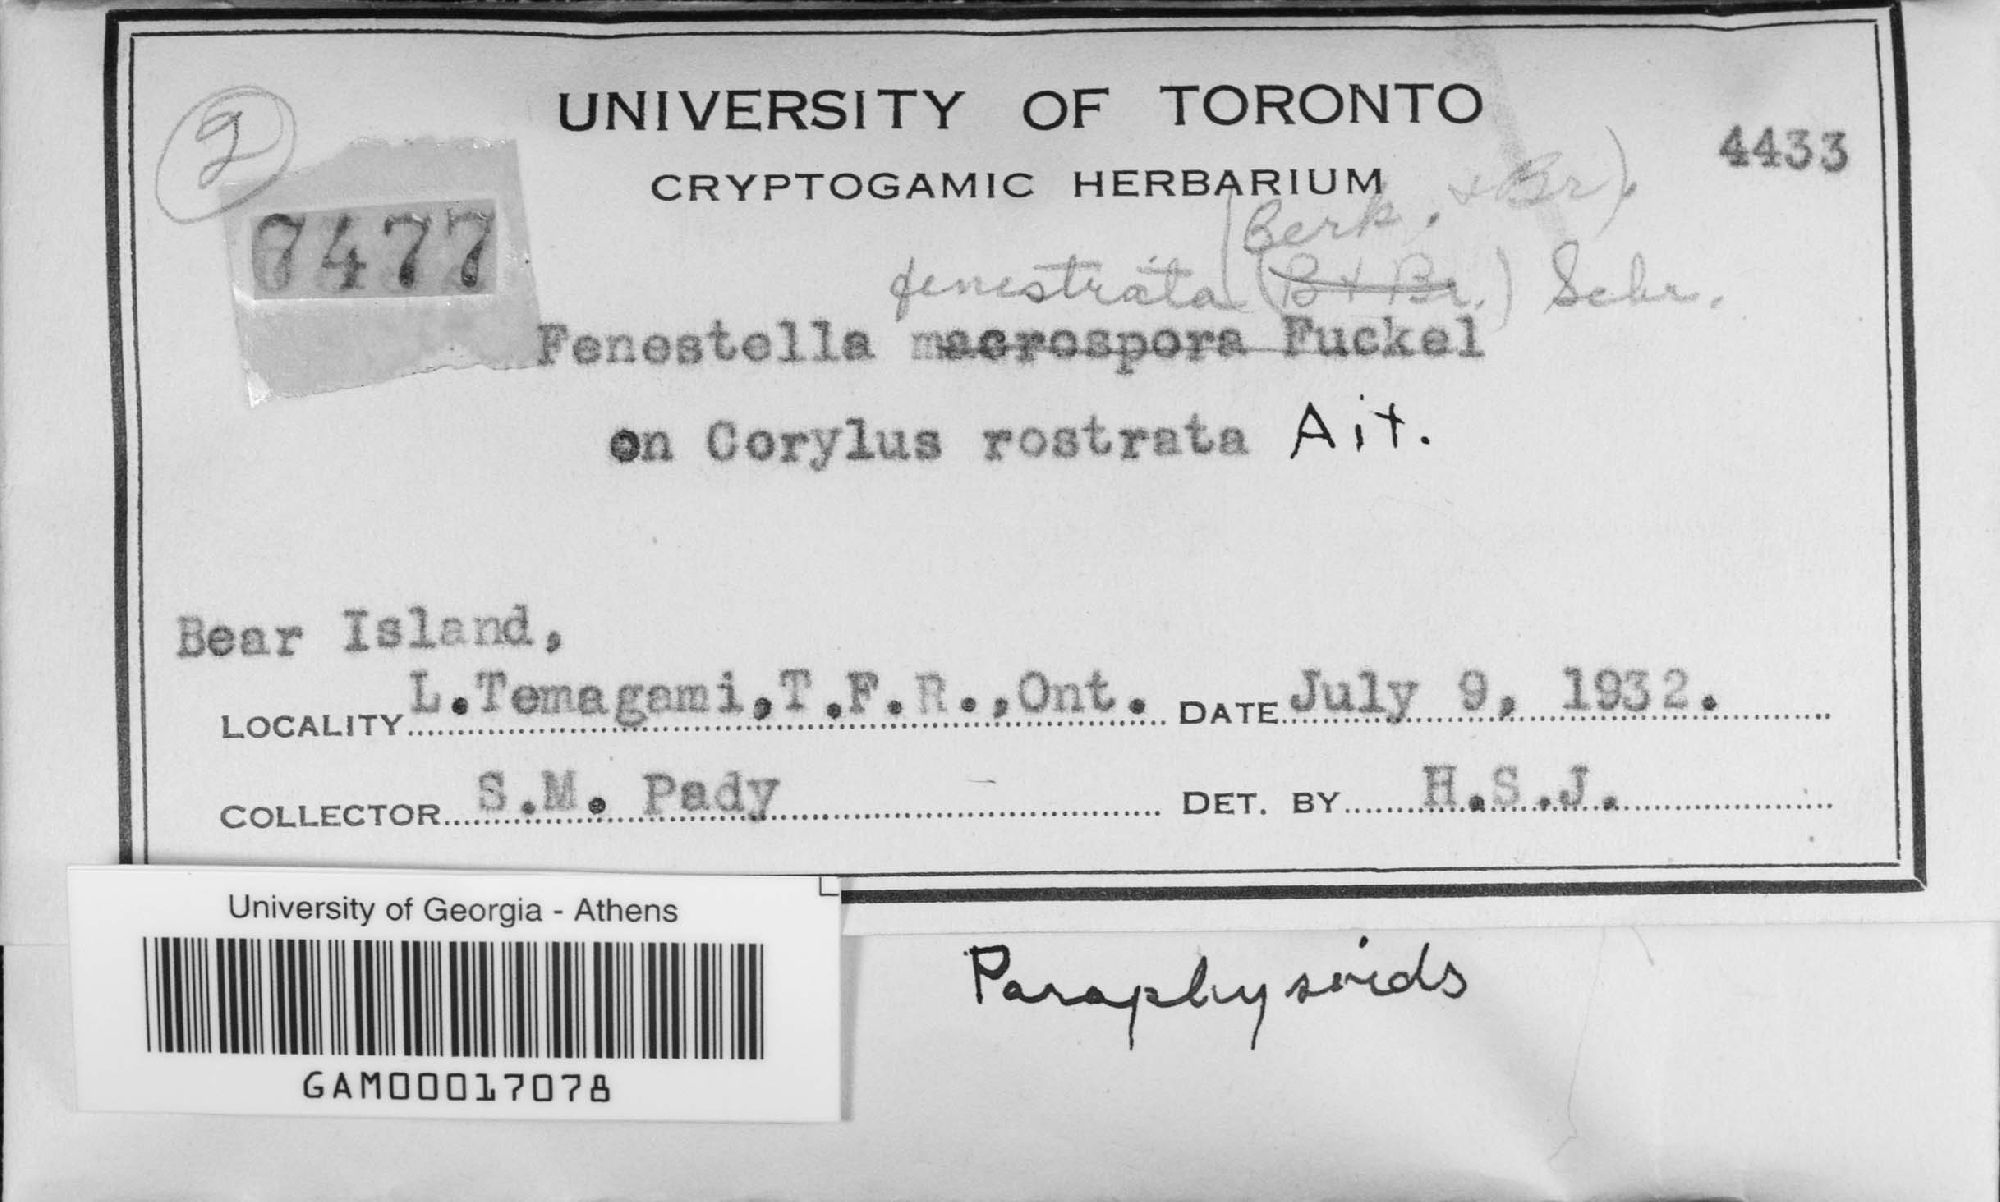 UNIVERSITY OF TORONTO
CRYPTOGAMIC HERBARIUM
4433
2
7477
(Berk. & Br.)
fenestrata (B + Br.) Schr.
Fenestella macrospora Fuckel
on Corylus rostrata Ait.
Bear Island,
LOCALITY L.Temagami,T.F.R.,Ont. DATE July 9, 1932.
COLLECTOR S.M. Pady DET. BY H.S.J.
University of Georgia - Athens
GAM00017078
Paraphysoids